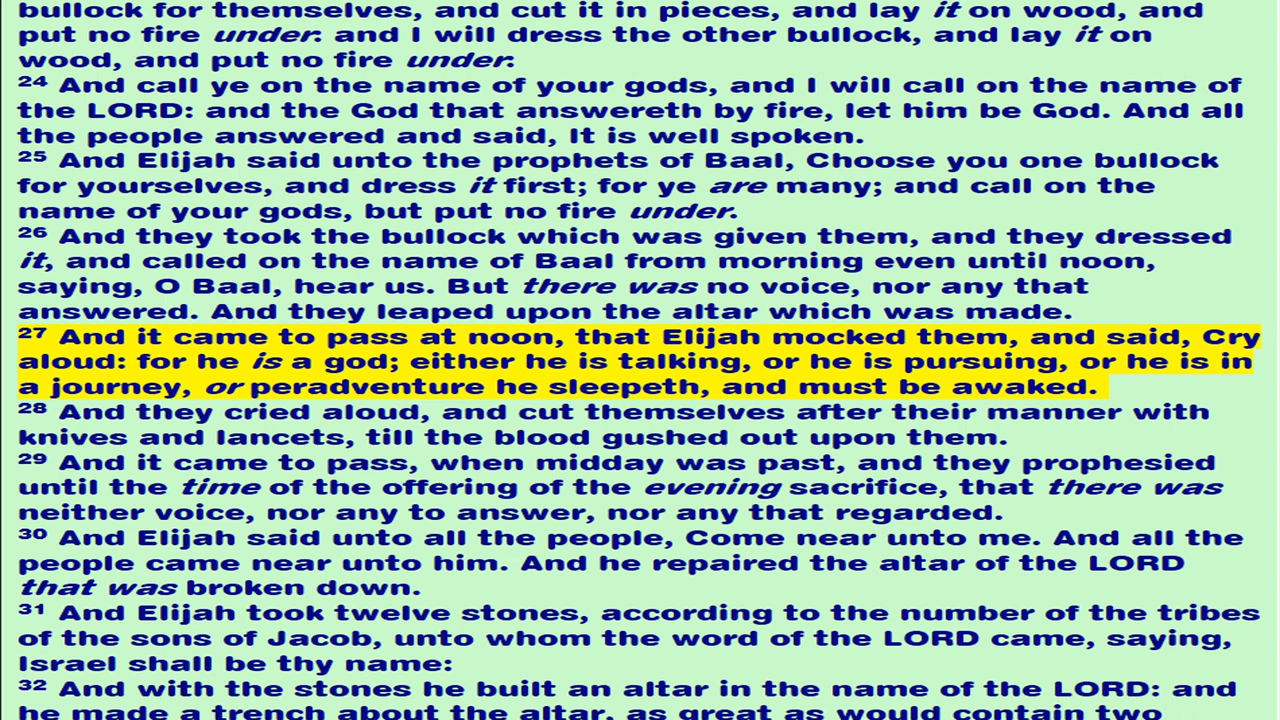 bullock for themselves, and cut it in pieces, and lay it on wood, and
put no fire under: and I will dress the other bullock, and lay it on
wood, and put no fire under:
24 And call ye on the name of your gods, and I will call on the name of
the LORD: and the God that answereth by fire, let him be God. And all
the people answered and said, It is well spoken.
25 And Elijah said unto the prophets of Baal, Choose you one bullock
for yourselves, and dress it first; for ye are many; and call on the
name of your gods, but put no fire under.
26 And they took the bullock which was given them, and they dressed
it, and called on the name of Baal from morning even until noon,
saying, O Baal, hear us. But there was no voice, nor any that
answered. And they leaped upon the altar which was made.
27 And it came to pass at noon, that Elijah mocked them, and said, Cry
aloud: for he is a god; either he is talking, or he is pursuing, or he is in
a journey, or peradventure he sleepeth, and must be awaked.
28 And they cried aloud, and cut themselves after their manner with
knives and lancets, till the blood gushed out upon them.
29 And it came to pass, when midday was past, and they prophesied
until the time of the offering of the evening sacrifice, that there was
neither voice, nor any to answer, nor any that regarded.
30 And Elijah said unto all the people, Come near unto me. And all the
people came near unto him. And he repaired the altar of the LORD
that was broken down.
31 And Elijah took twelve stones, according to the number of the tribes
of the sons of Jacob, unto whom the word of the LORD came, saying,
Israel shall be thy name:
32 And with the stones he built an altar in the name of the LORD: and
he made a trench about the altar, as great as would contain two